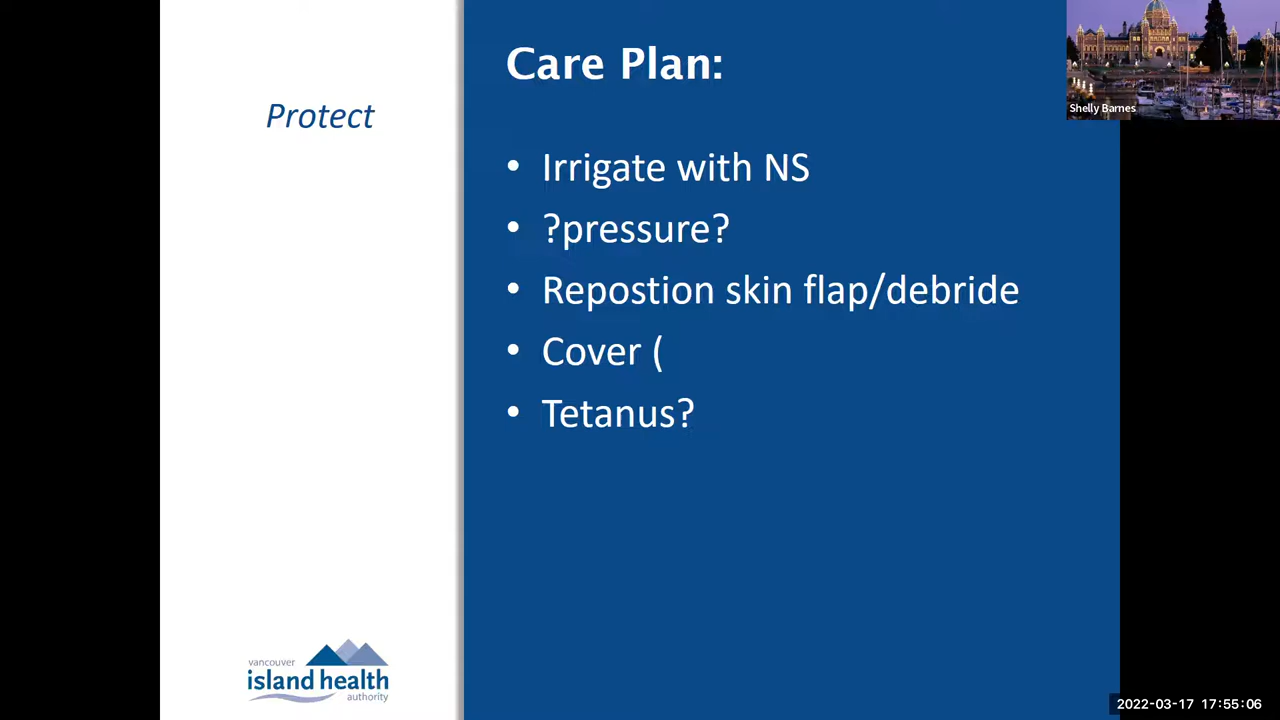 Care Plan:
Shelly Barnes
Protect
• Irrigate with NS
• ?pressure?
• Repostion skin flap/debride
• Cover (
• Tetanus?
vancouver
island health
authority
2022-03-17 17:55:06